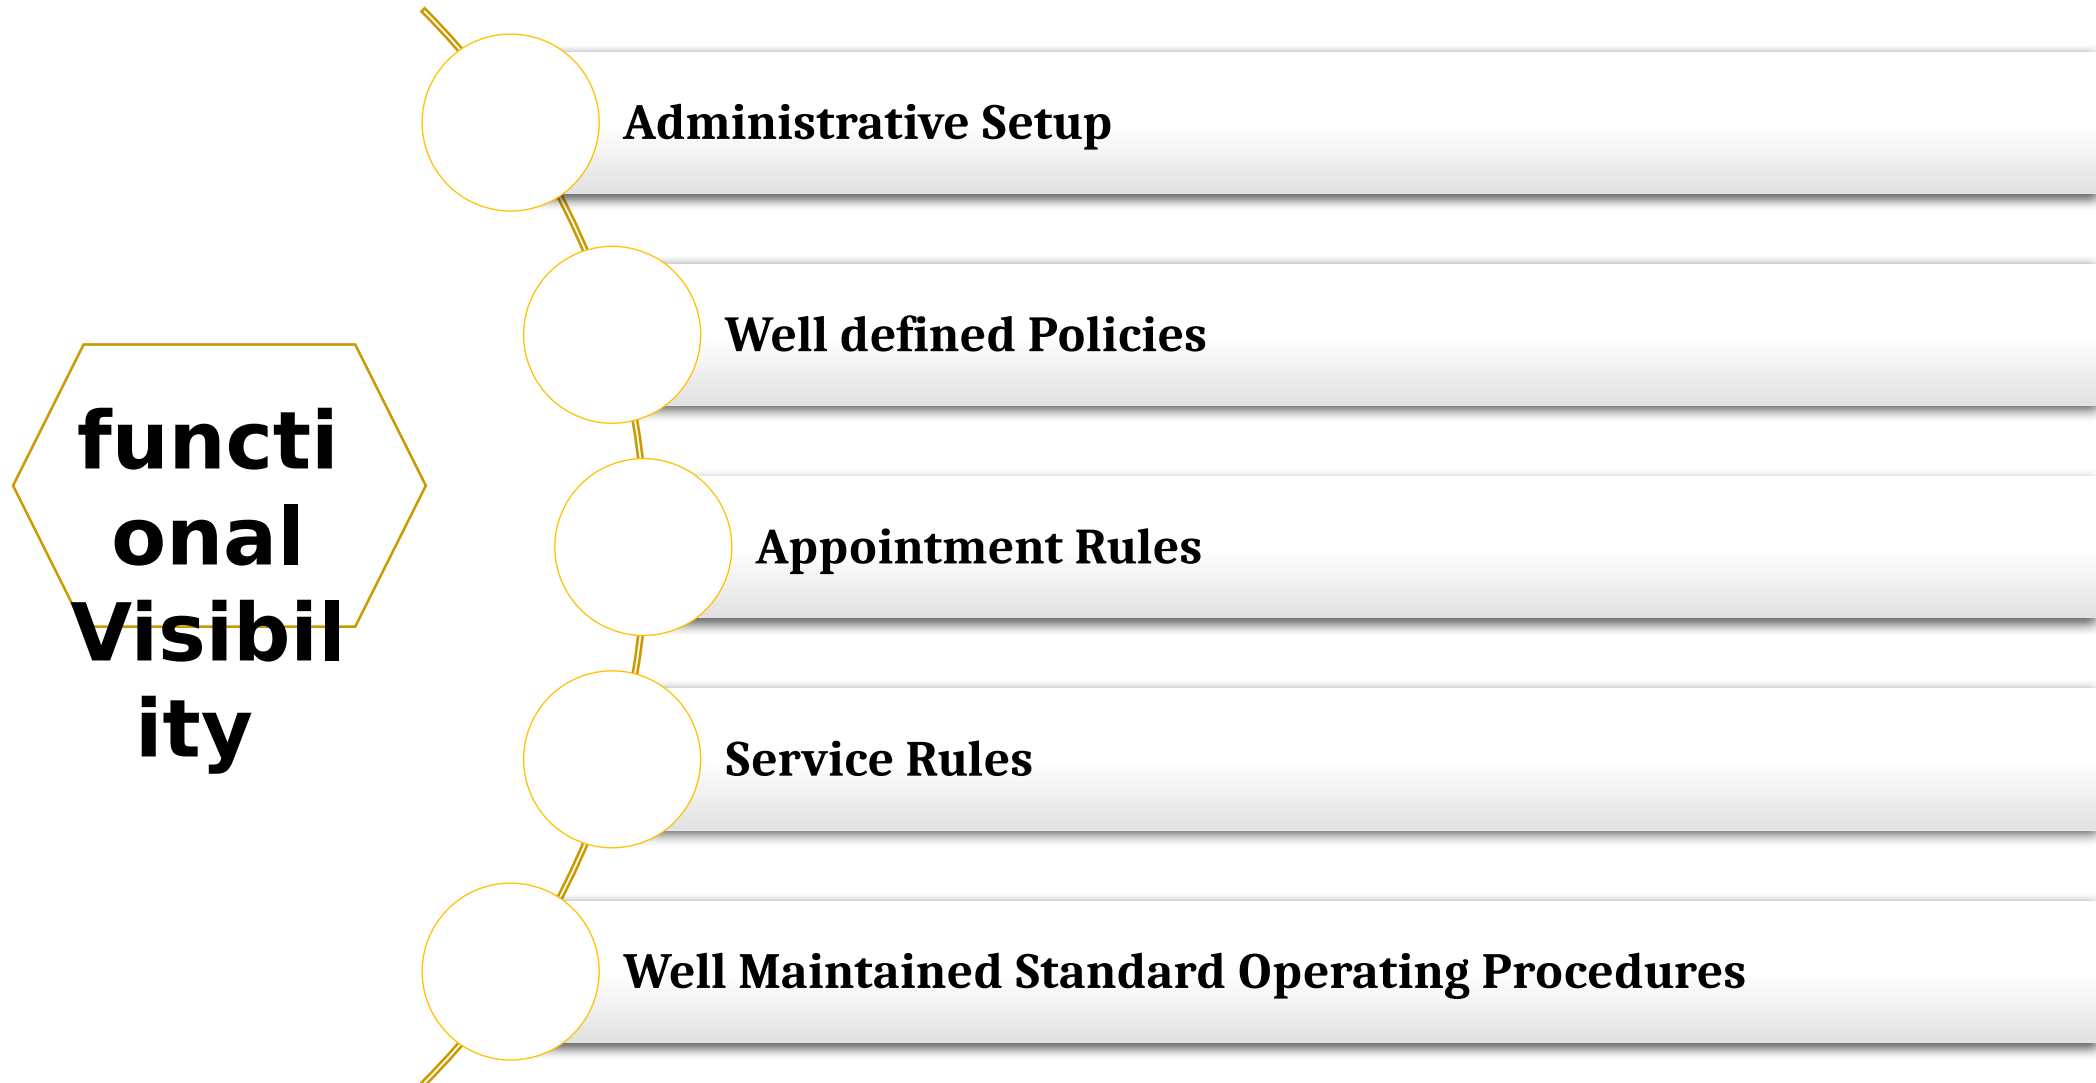 functi
onal
Visibil
ity
Administrative Setup
Well defined Policies
Appointment Rules
Service Rules
Well Maintained Standard Operating Procedures